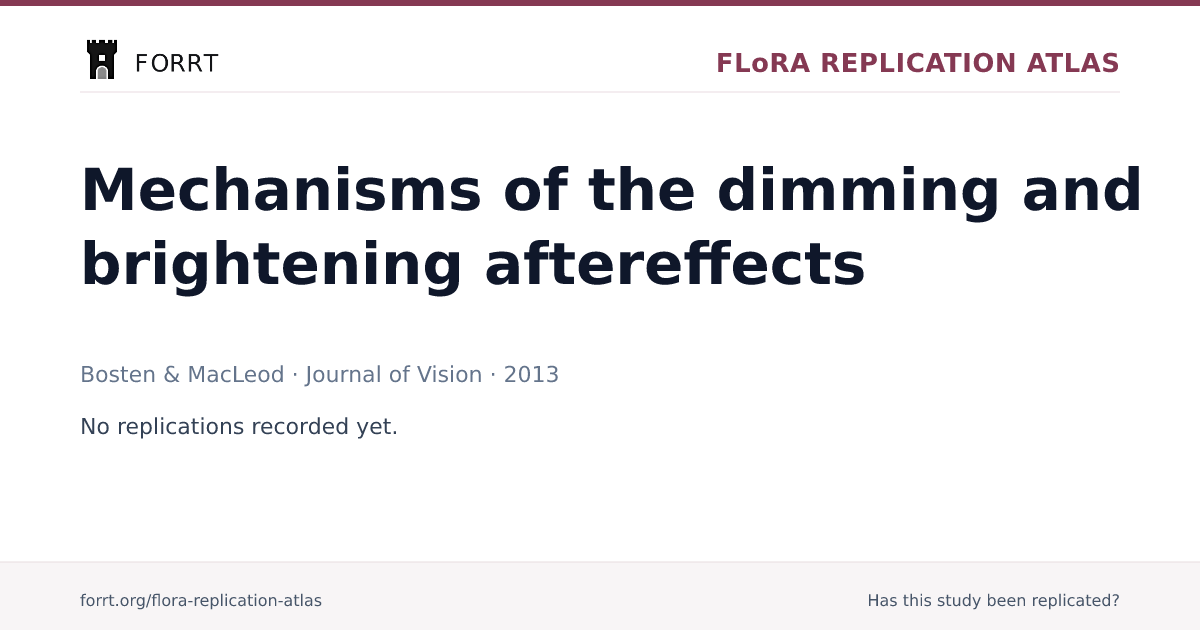 FORRT
FLoRA REPLICATION ATLAS
Mechanisms of the dimming and
brightening aftereffects
Bosten & MacLeod · Journal of Vision · 2013
No replications recorded yet.
forrt.org/flora-replication-atlas
Has this study been replicated?